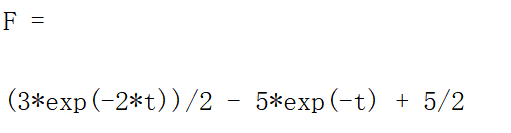 F =
(3*exp(-2*t))/2 - 5*exp(-t) + 5/2